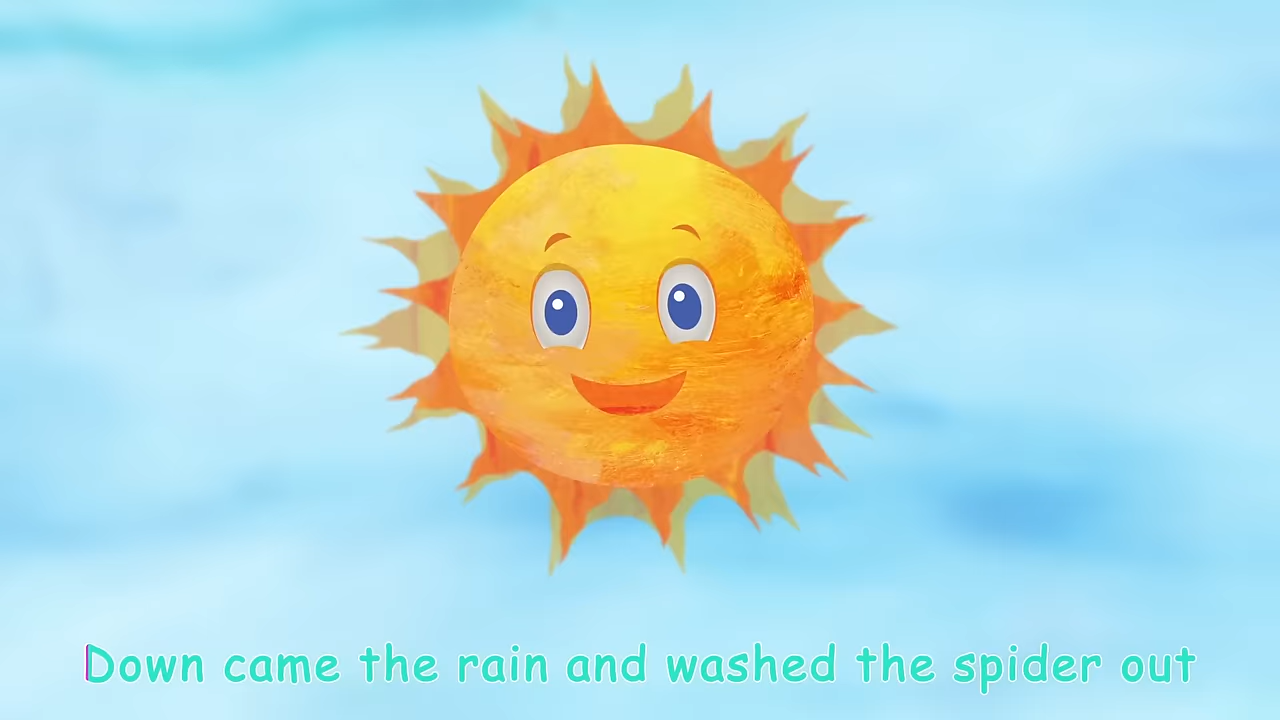 Down came the rain and washed the spider out